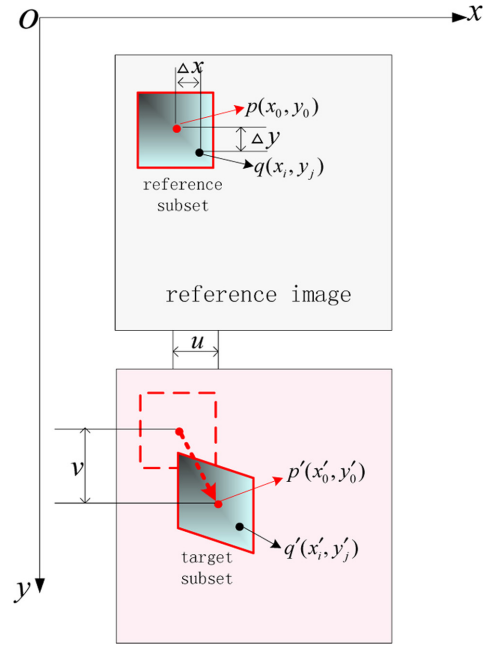 O x
△x
p(x₀, y₀)
△y
q(xᵢ, yⱼ)
reference
subset
reference image
u
v
p′(x′₀, y′₀)
q′(x′ᵢ, y′ⱼ)
target
subset
y